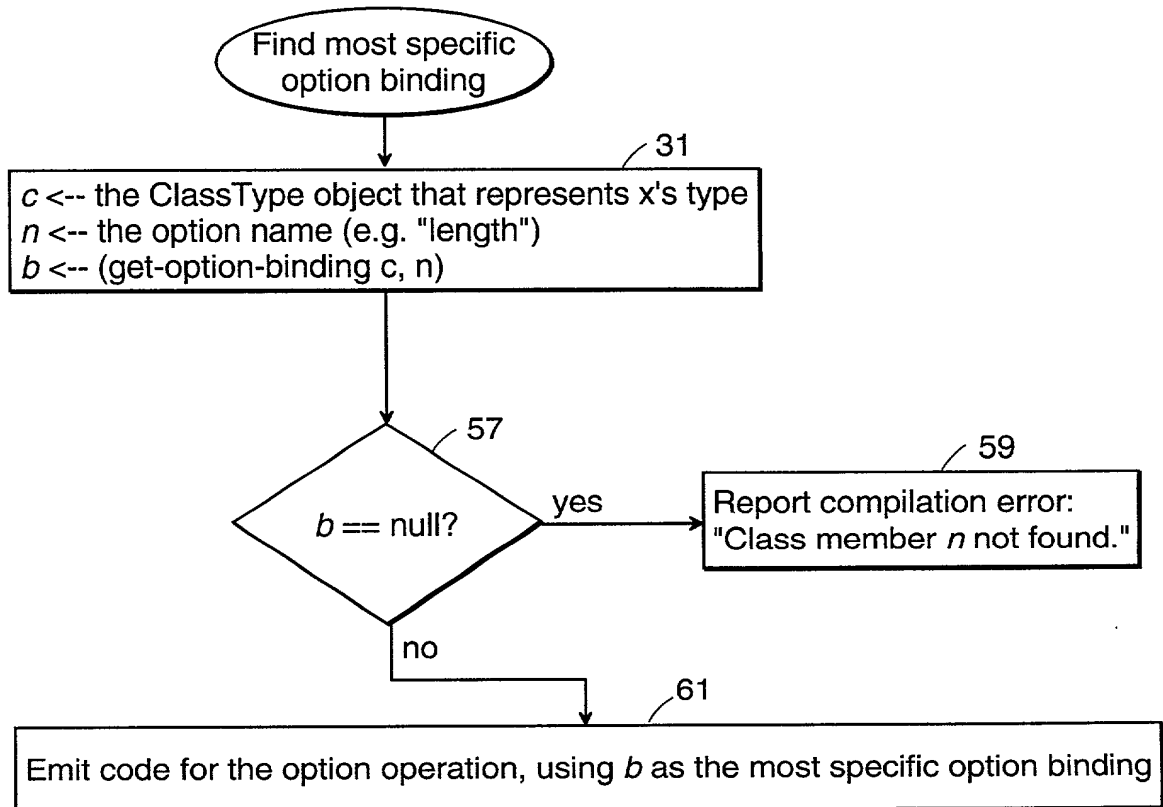 Find most specific
option binding
31
c <-- the ClassType object that represents x's type
n <-- the option name (e.g. "length")
b <-- (get-option-binding c, n)
57
b == null?
yes
59
Report compilation error:
"Class member n not found."
no
61
Emit code for the option operation, using b as the most specific option binding